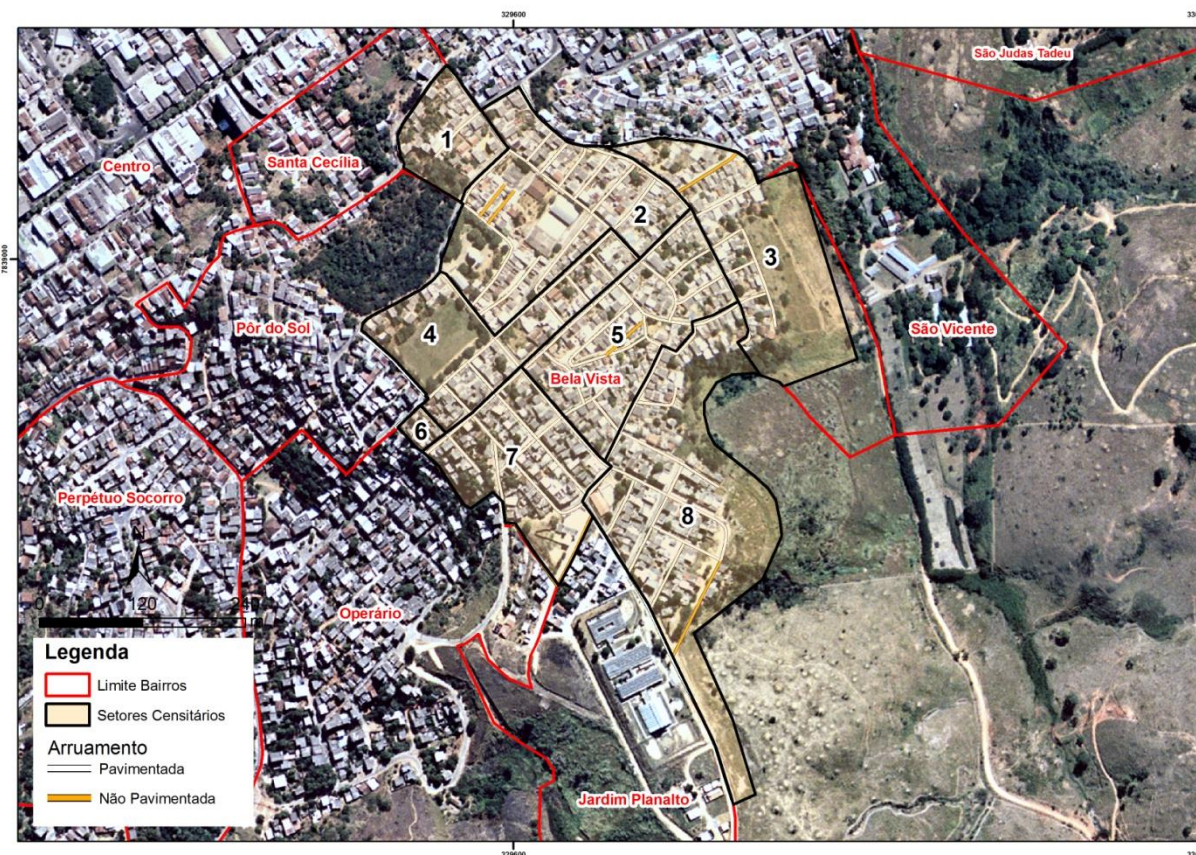 329600
33
São Judas Tadeu
1
Santa Cecília
Centro
2
3
7839000
Pôr do Sol
4
5
São Vicente
Bela Vista
6
7
Perpétuo Socorro
8
N
0 120 240
m
Operário
Legenda
Limite Bairros
Setores Censitários
Arruamento
Pavimentada
Não Pavimentada
Jardim Planalto
329600
33